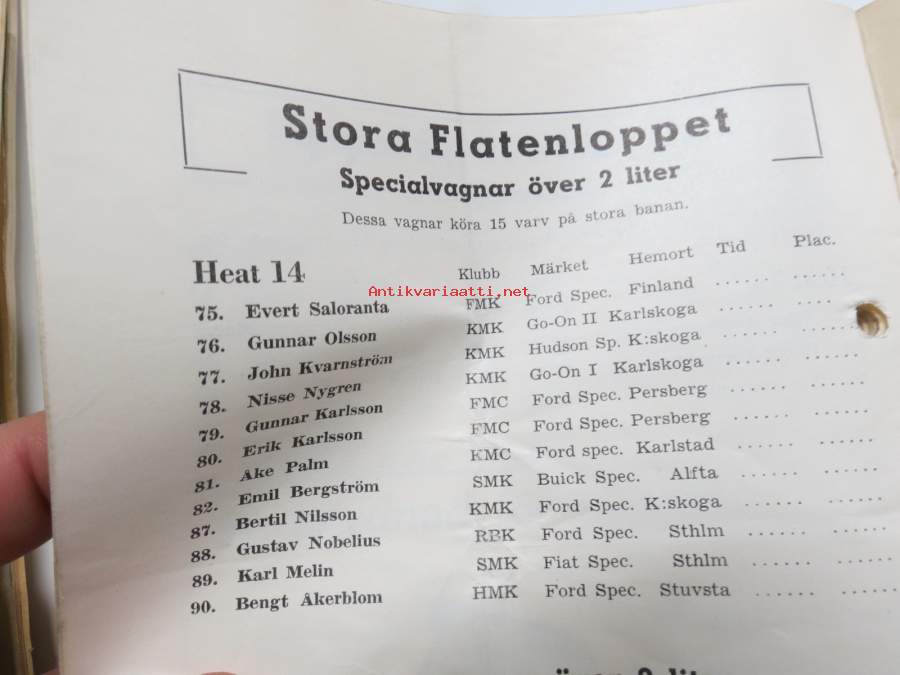 Stora Flatenloppet
Specialvagnar över 2 liter
Dessa vagnar köra 15 varv på stora banan.
Heat 14 Klubb Märket Hemort Tid Plac.
Antikvariaatti.net
75. Evert Saloranta FMK Ford Spec. Finland ...... ......
76. Gunnar Olsson KMK Go-On II Karlskoga ...... ....
77. John Kvarnström KMK Hudson Sp. K:skoga ...... ......
78. Nisse Nygren KMK Go-On I Karlskoga ...... ......
79. Gunnar Karlsson FMC Ford Spec. Persberg ...... ......
80. Erik Karlsson FMC Ford Spec. Persberg ...... ......
81. Åke Palm KMC Ford spec. Karlstad ...... ......
82. Emil Bergström SMK Buick Spec. Alfta ...... ......
87. Bertil Nilsson KMK Ford Spec. K:skoga ...... ......
88. Gustav Nobelius RBK Ford Spec. Sthlm ...... ......
89. Karl Melin SMK Fiat Spec. Sthlm ...... ......
90. Bengt Åkerblom HMK Ford Spec. Stuvsta ...... ......
över 2 lit